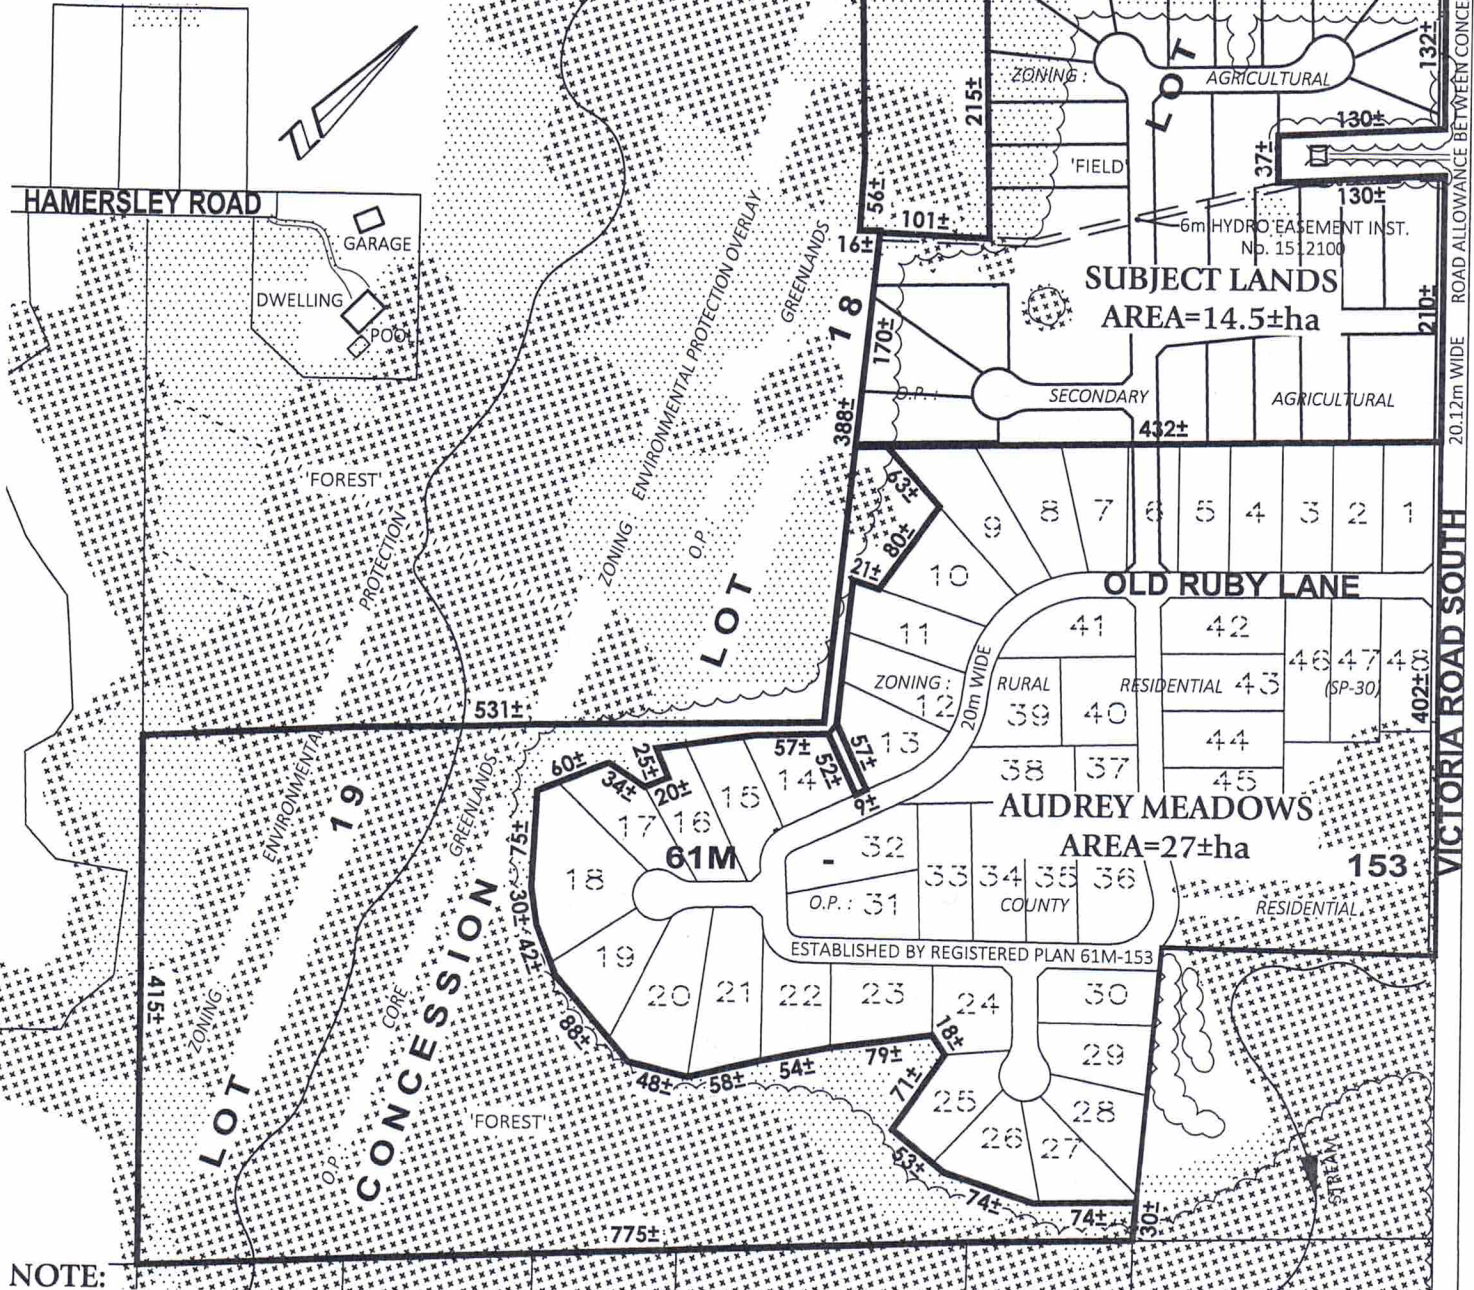 132±
ZONING :
AGRICULTURAL
LOT
215±
130±
37±
'FIELD'
130±
HAMERSLEY ROAD
GARAGE
DWELLING
POOL
56±
101±
16±
6m HYDRO EASEMENT INST.
No. 1512100
SUBJECT LANDS
AREA=14.5±ha
ENVIRONMENTAL PROTECTION OVERLAY
ZONING
GREENLANDS
O.P.
18
LOT
170±
388±
210±
O.P. :
SECONDARY
AGRICULTURAL
432±
20.12m WIDE ROAD ALLOWANCE BETWEEN CONCE
'FOREST'
PROTECTION
ENVIRONMENTAL
ZONING
63±
80±
21±
9
8
7
6
5
4
3
2
1
10
OLD RUBY LANE
11
41
42
46
47
48
(SP-30)
402±
VICTORIA ROAD SOUTH
ZONING :
RURAL
RESIDENTIAL
43
12
20m WIDE
39
40
13
44
38
37
45
531±
57±
57±
52±
9±
60±
25±
34±
20±
14
15
16
17
61M
-
153
AUDREY MEADOWS
AREA=27±ha
19
LOT
GREENLANDS
CORE
O.P.
CONCESSION
75±
30±
42±
88±
48±
58±
54±
79±
18±
71±
53±
74±
74±
30±
18
32
33
34
35
36
O.P. :
31
COUNTY
RESIDENTIAL
ESTABLISHED BY REGISTERED PLAN 61M-153
19
20
21
22
23
24
30
29
25
28
26
27
415±
'FOREST'
STREAM
775±
NOTE: